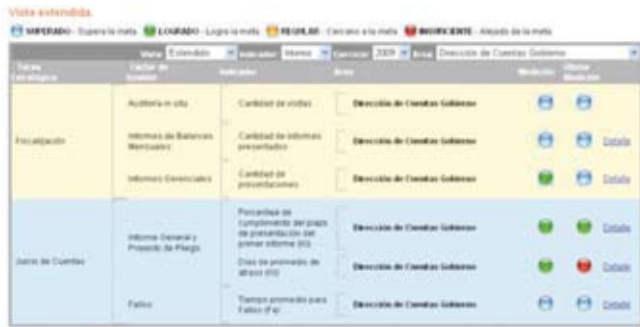 Vista extendida.
SUPERADO - Supera la meta LOGRADO - Logra la meta REGULAR - Cercano a la meta INSUFICIENTE - Alejado de la meta
Vista Extendido Indicador Interno Ejercicio 2009 Area Dirección de Cuentas Gobierno
Tarea Estratégica
Factor de
Indicador
Area
Medición
Última Medición
Fiscalización
Auditoría in situ
Cantidad de visitas
Dirección de Cuentas Gobierno
Informes de Balances
Mensuales
Cantidad de informes
presentados
Dirección de Cuentas Gobierno
Detalle
Informes Gerenciales
Cantidad de
presentaciones
Dirección de Cuentas Gobierno
Detalle
Juicio de Cuentas
Informe General y
Proyecto de Pliego
Porcentaje de
cumplimiento del plazo
de presentación del
primer informe
Dirección de Cuentas Gobierno
Detalle
Días de promedio de
atraso
Dirección de Cuentas Gobierno
Detalle
Fallos
Tiempo promedio para
Fallos
Dirección de Cuentas Gobierno
Detalle